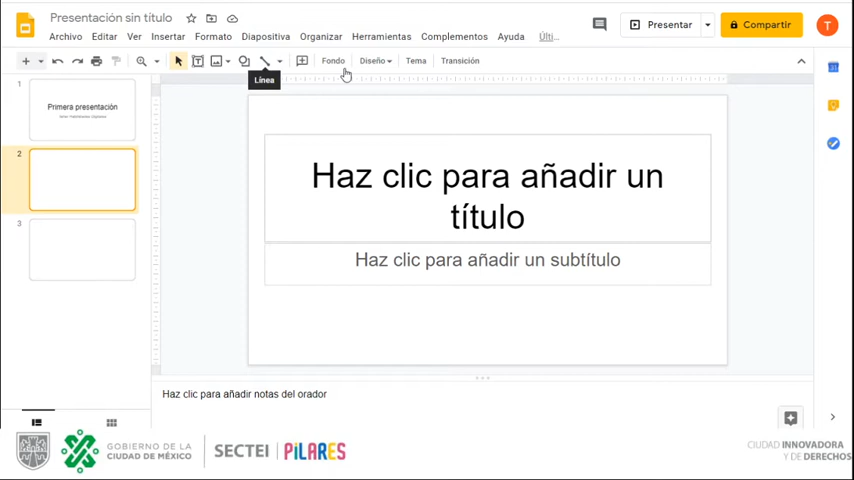 Presentación sin título
Archivo Editar Ver Insertar Formato Diapositiva Organizar Herramientas Complementos Ayuda Últi...
Presentar
Compartir
T
Fondo Diseño Tema Transición
Línea
1
Primera presentación
2
3
Haz clic para añadir un
título
Haz clic para añadir un subtítulo
Haz clic para añadir notas del orador
GOBIERNO DE LA
CIUDAD DE MÉXICO
SECTEI
PILARES
CIUDAD INNOVADORA
Y DE DERECHOS